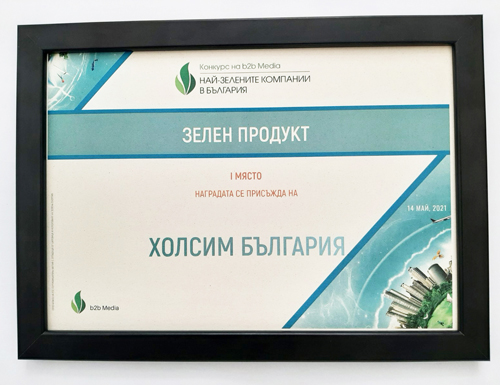 Конкурс на b2b Media
НАЙ-ЗЕЛЕНИТЕ КОМПАНИИ
В БЪЛГАРИЯ
ЗЕЛЕН ПРОДУКТ
I МЯСТО
НАГРАДАТА СЕ ПРИСЪЖДА НА
14 МАЙ, 2021
ХОЛСИМ БЪЛГАРИЯ
b2b Media